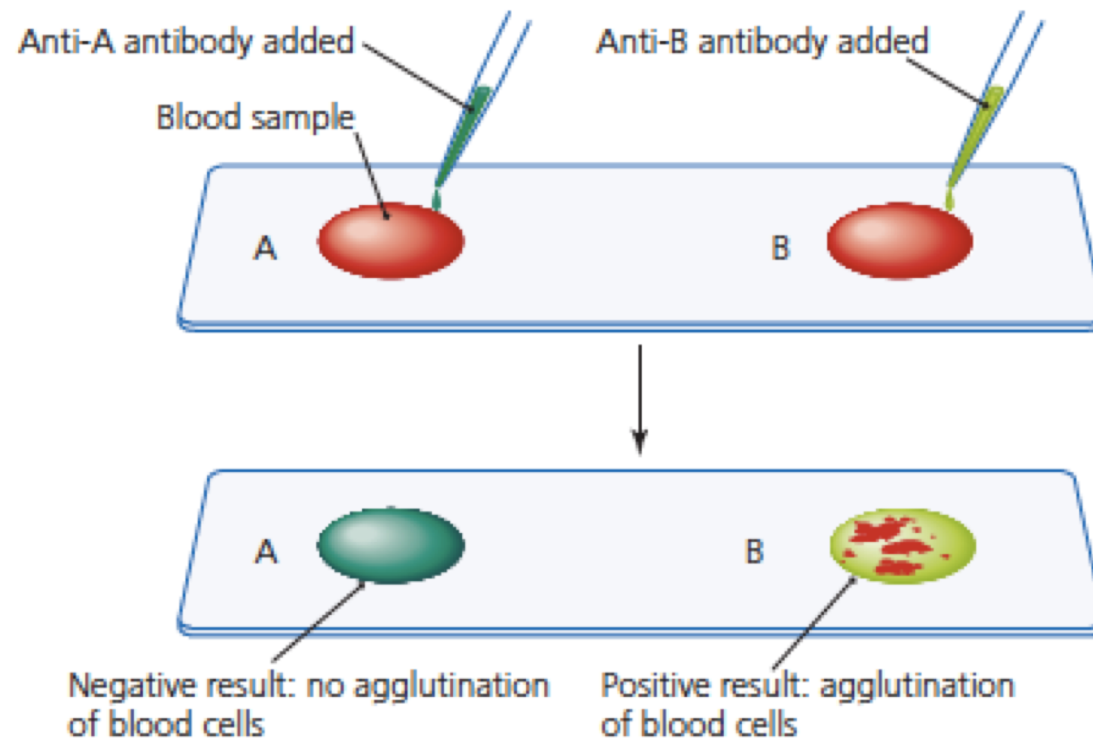 Anti-A antibody added
Anti-B antibody added
Blood sample
A
B
A
B
Negative result: no agglutination
of blood cells
Positive result: agglutination
of blood cells